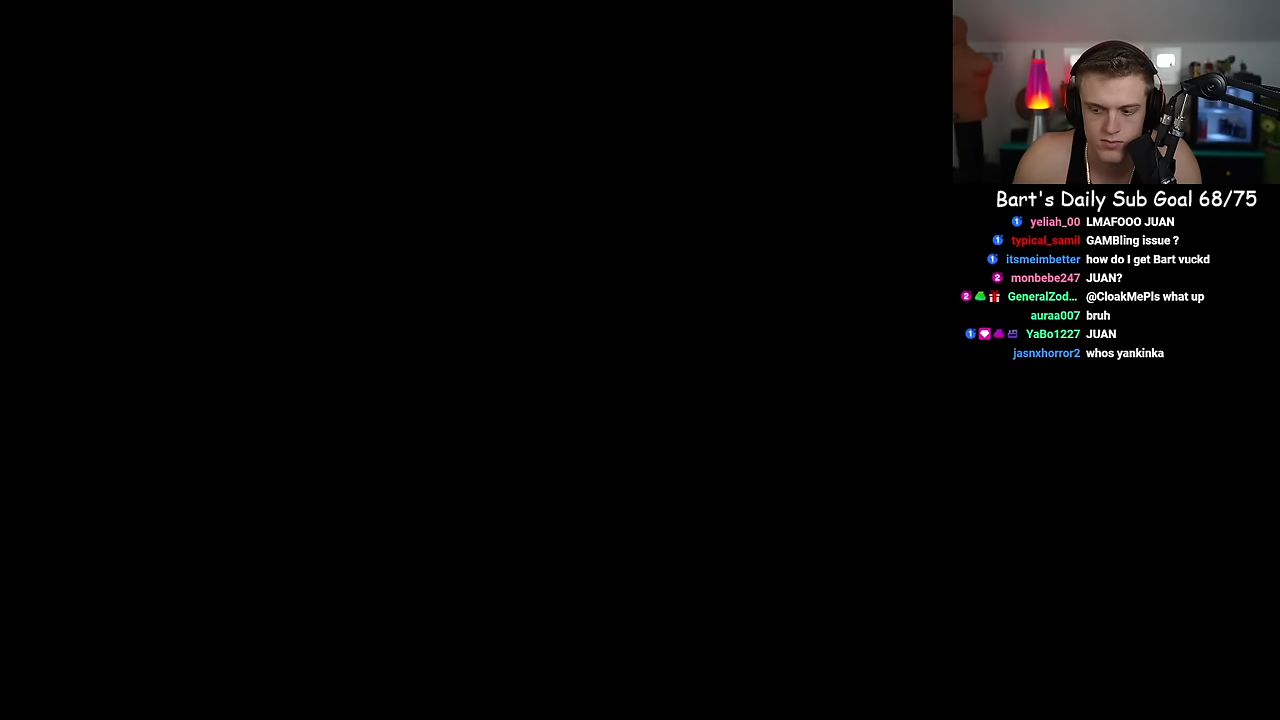 Bart's Daily Sub Goal 68/75
yeliah_00 LMAFOOO JUAN
typical_samil GAMBling issue ?
itsmeimbetter how do I get Bart vuckd
monbebe247 JUAN?
GeneralZod... @CloakMePls what up
auraa007 bruh
YaBo1227 JUAN
jasnxhorror2 whos yankinka